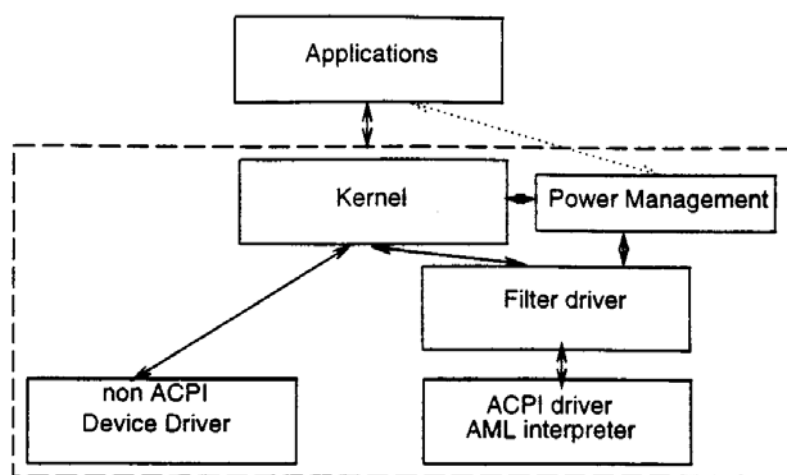 Applications
Kernel
Power Management
Filter driver
non ACPI
Device Driver
ACPI driver
AML interpreter